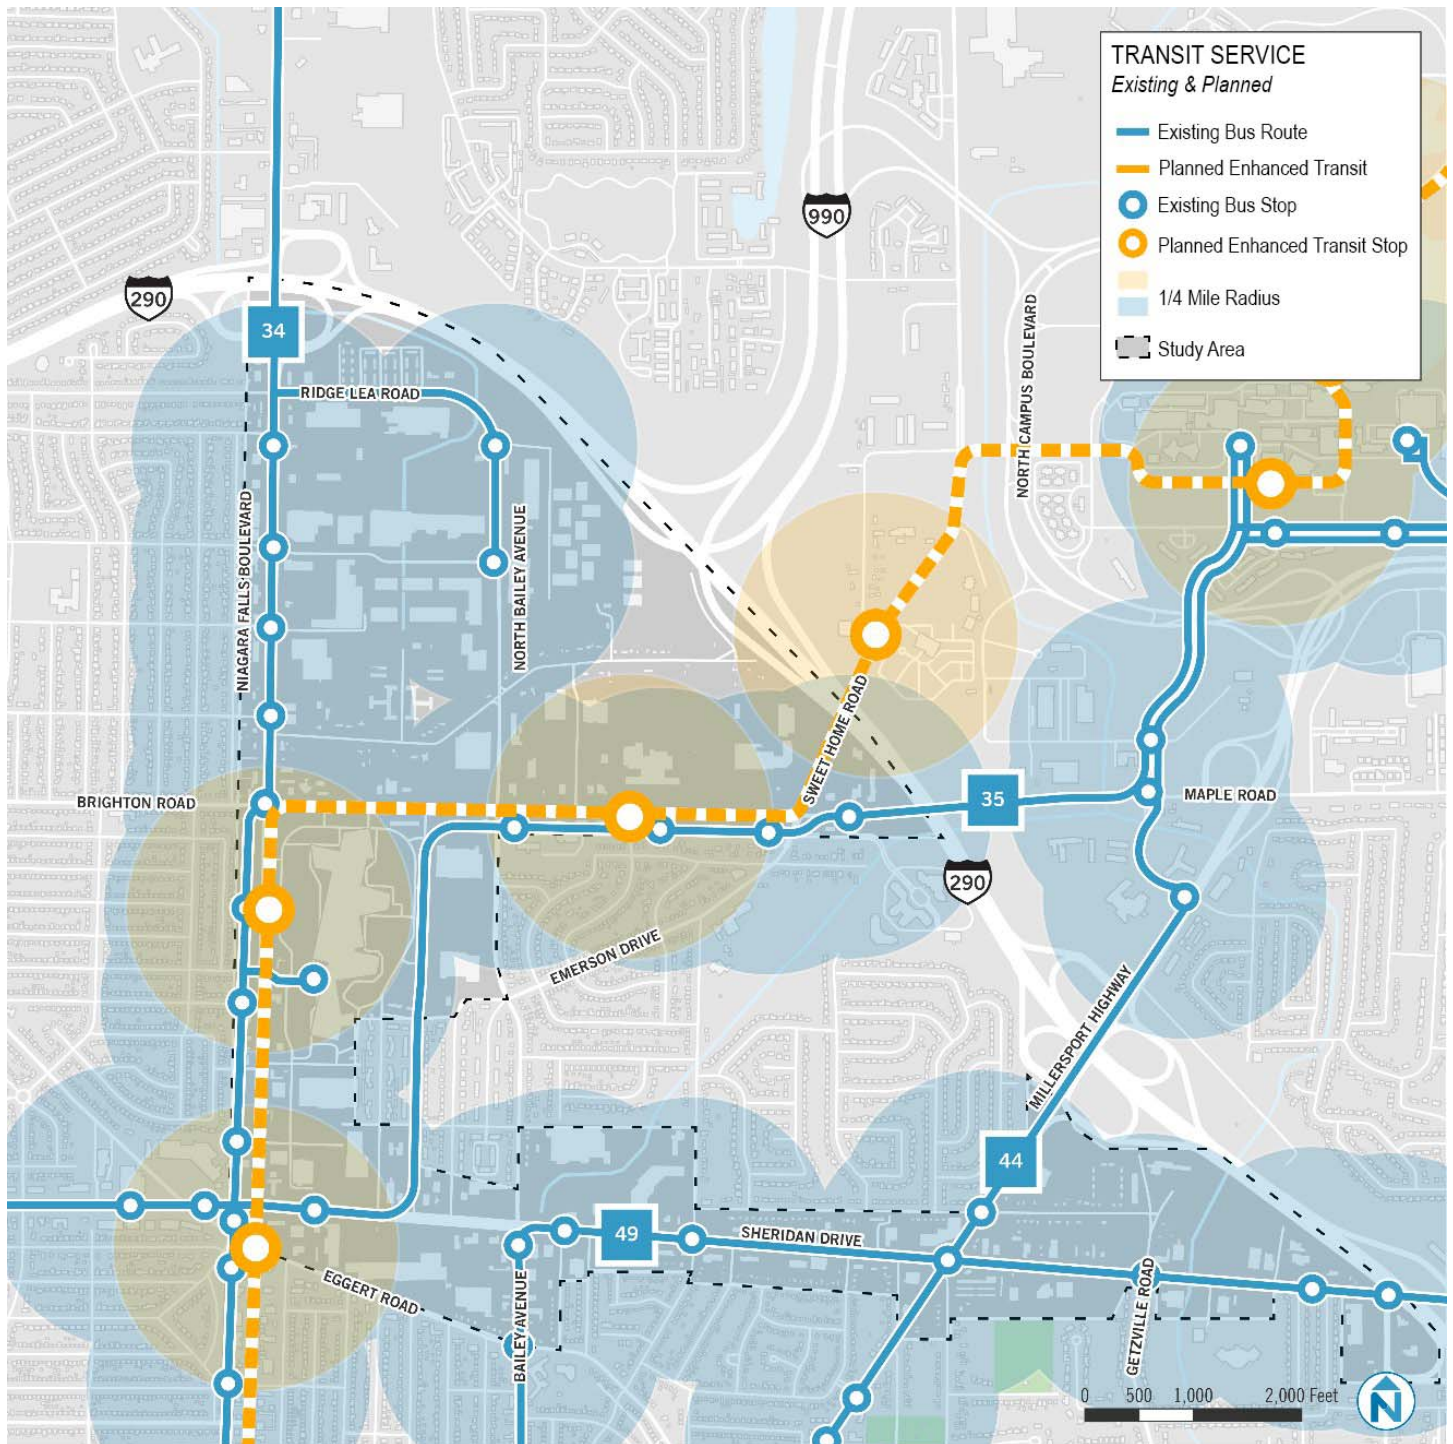 TRANSIT SERVICE
Existing & Planned
Existing Bus Route
Planned Enhanced Transit
Existing Bus Stop
Planned Enhanced Transit Stop
1/4 Mile Radius
Study Area
990
290
34
RIDGE LEA ROAD
NORTH CAMPUS BOULEVARD
NIAGARA FALLS BOULEVARD
NORTH BAILEY AVENUE
SWEET HOME ROAD
BRIGHTON ROAD
35
MAPLE ROAD
290
EMERSON DRIVE
MILLERSPORT HIGHWAY
44
49
SHERIDAN DRIVE
EGGERT ROAD
BAILEY AVENUE
GETZVILLE ROAD
0 500 1,000 2,000 Feet
N